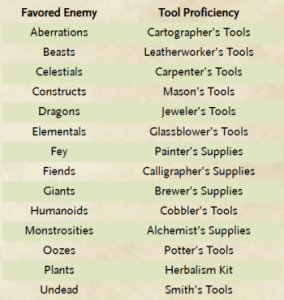 Favored Enemy Tool Proficiency
Aberrations Cartographer's Tools
Beasts Leatherworker's Tools
Celestials Carpenter's Tools
Constructs Mason's Tools
Dragons Jeweler's Tools
Elementals Glassblower's Tools
Fey Painter's Supplies
Fiends Calligrapher's Supplies
Giants Brewer's Supplies
Humanoids Cobbler's Tools
Monstrosities Alchemist's Supplies
Oozes Potter's Tools
Plants Herbalism Kit
Undead Smith's Tools